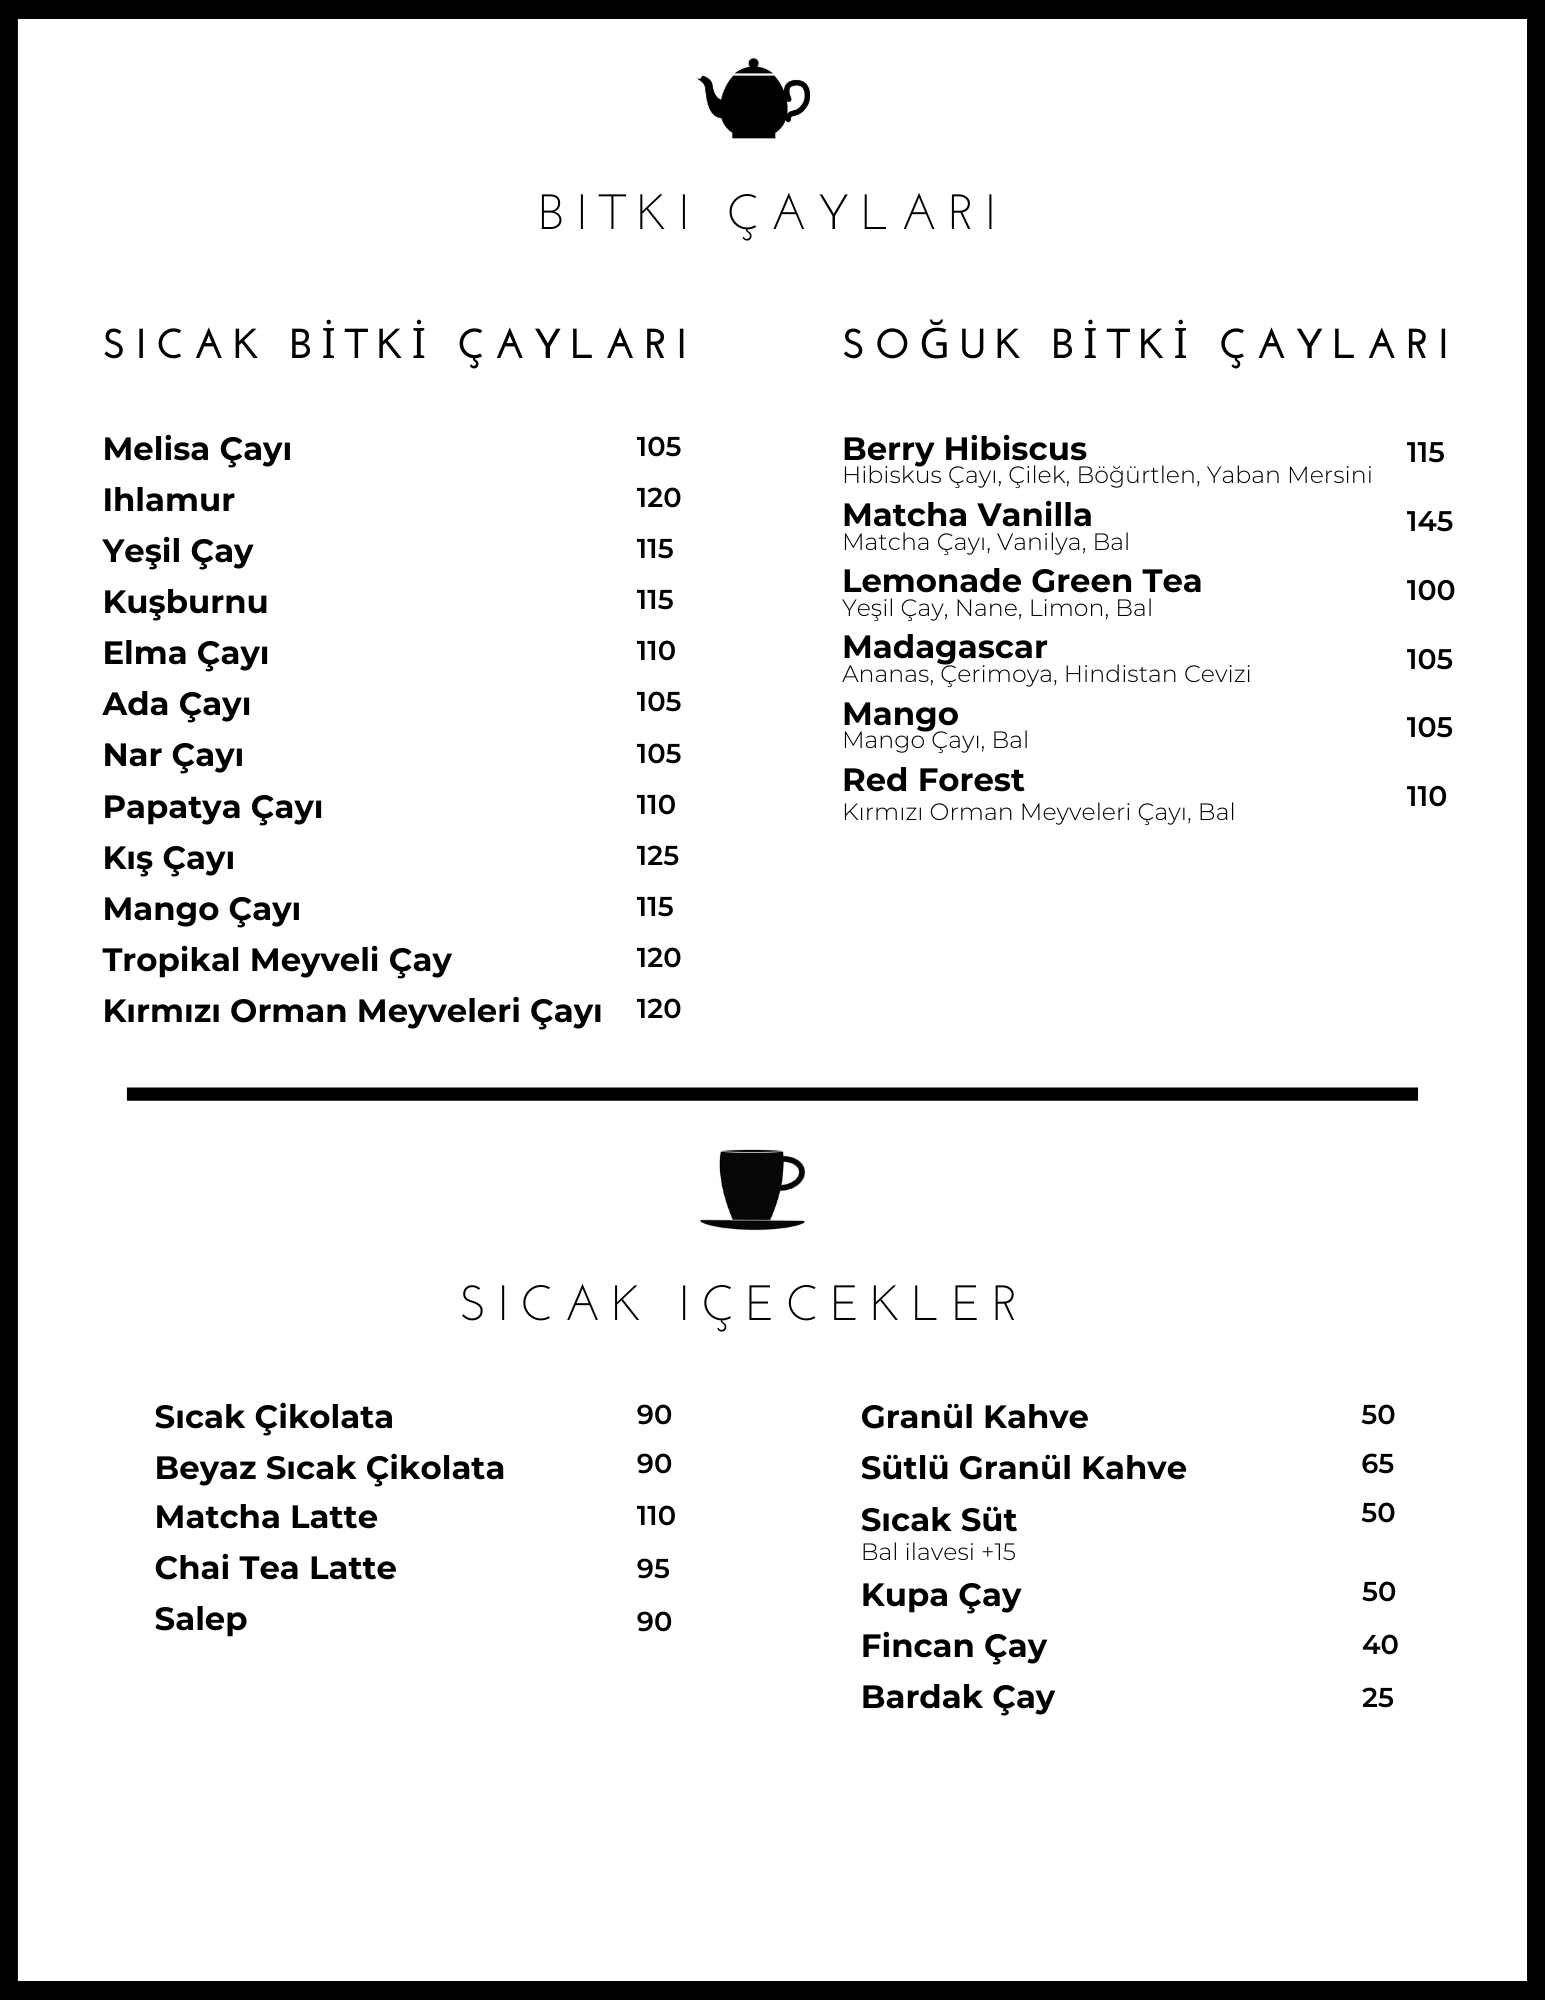 BITKI ÇAYLARI
SICAK BİTKİ ÇAYLARI
Melisa Çayı 105
Ihlamur 120
Yeşil Çay 115
Kuşburnu 115
Elma Çayı 110
Ada Çayı 105
Nar Çayı 105
Papatya Çayı 110
Kış Çayı 125
Mango Çayı 115
Tropikal Meyveli Çay 120
Kırmızı Orman Meyveleri Çayı 120
SOĞUK BİTKİ ÇAYLARI
Berry Hibiscus 115
Hibiskus Çayı, Çilek, Böğürtlen, Yaban Mersini
Matcha Vanilla 145
Matcha Çayı, Vanilya, Bal
Lemonade Green Tea 100
Yeşil Çay, Nane, Limon, Bal
Madagascar 105
Ananas, Çerimoya, Hindistan Cevizi
Mango 105
Mango Çayı, Bal
Red Forest 110
Kırmızı Orman Meyveleri Çayı, Bal
SICAK IÇECEKLER
Sıcak Çikolata 90
Beyaz Sıcak Çikolata 90
Matcha Latte 110
Chai Tea Latte 95
Salep 90
Granül Kahve 50
Sütlü Granül Kahve 65
Sıcak Süt 50
Bal ilavesi +15
Kupa Çay 50
Fincan Çay 40
Bardak Çay 25